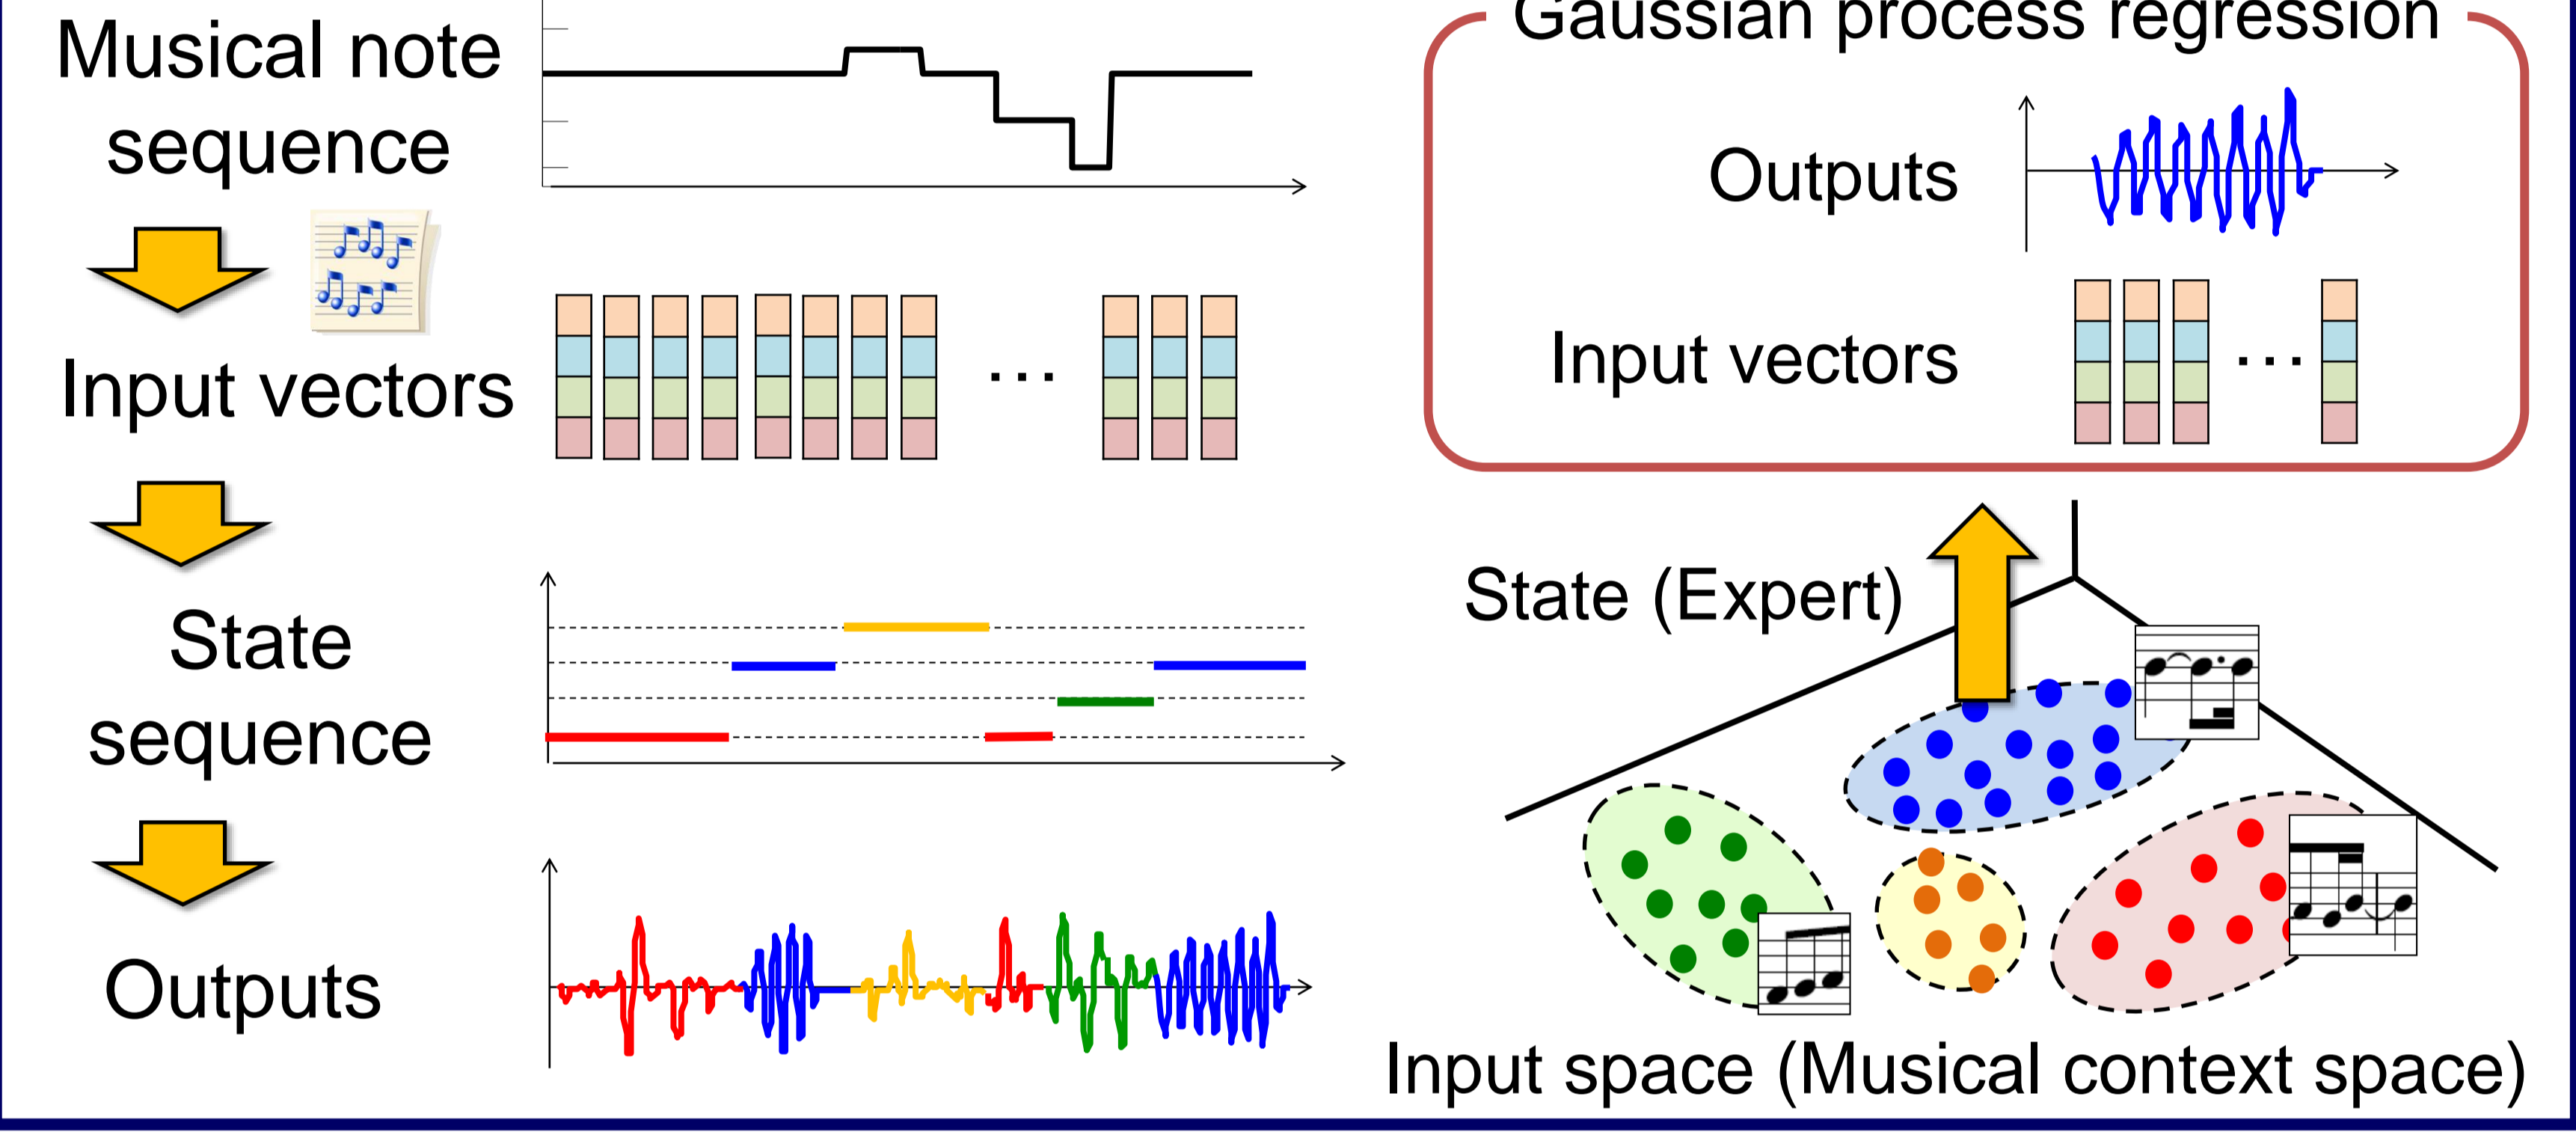 Musical note
sequence
Input vectors
...
State
sequence
Outputs
Gaussian process regression
Outputs
Input vectors
...
State (Expert)
Input space (Musical context space)